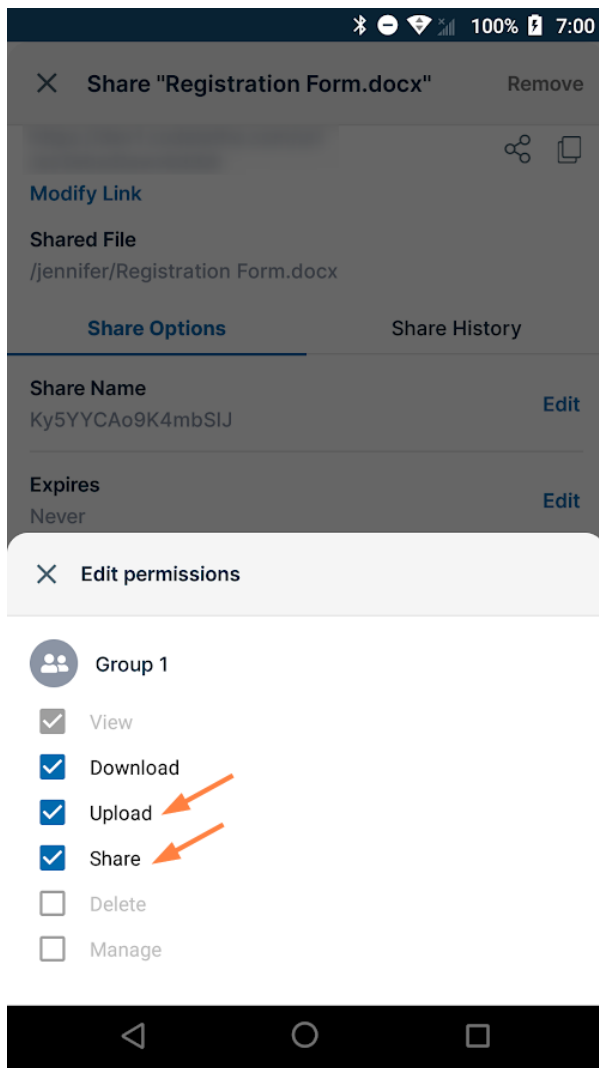 100% 7:00
Share "Registration Form.docx" Remove
Modify Link
Shared File
/jennifer/Registration Form.docx
Share Options Share History
Share Name
Edit
Ky5YYCAo9K4mbSIJ
Expires
Edit
Never
Edit permissions
Group 1
View
Download
Upload
Share
Delete
Manage